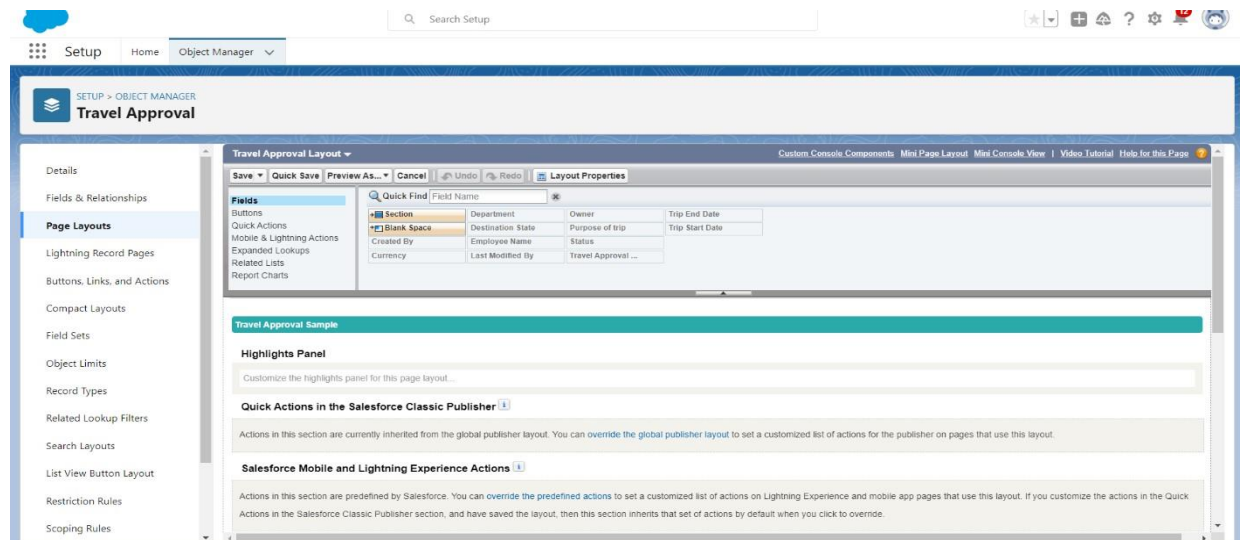 Search Setup
12
Setup Home Object Manager
SETUP > OBJECT MANAGER
Travel Approval
Details
Fields & Relationships
Page Layouts
Lightning Record Pages
Buttons, Links, and Actions
Compact Layouts
Field Sets
Object Limits
Record Types
Related Lookup Filters
Search Layouts
List View Button Layout
Restriction Rules
Scoping Rules
Travel Approval Layout
Custom Console Components Mini Page Layout Mini Console View | Video Tutorial Help for this Page
Save Quick Save Preview As... Cancel Undo Redo Layout Properties
Fields
Buttons
Quick Actions
Mobile & Lightning Actions
Expanded Lookups
Related Lists
Report Charts
Quick Find Field Name
Section Department Owner Trip End Date
Blank Space Destination State Purpose of trip Trip Start Date
Created By Employee Name Status
Currency Last Modified By Travel Approval ...
Travel Approval Sample
Highlights Panel
Customize the highlights panel for this page layout...
Quick Actions in the Salesforce Classic Publisher
Actions in this section are currently inherited from the global publisher layout. You can override the global publisher layout to set a customized list of actions for the publisher on pages that use this layout.
Salesforce Mobile and Lightning Experience Actions
Actions in this section are predefined by Salesforce. You can override the predefined actions to set a customized list of actions on Lightning Experience and mobile app pages that use this layout. If you customize the actions in the Quick
Actions in the Salesforce Classic Publisher section, and have saved the layout, then this section inherits that set of actions by default when you click to override.